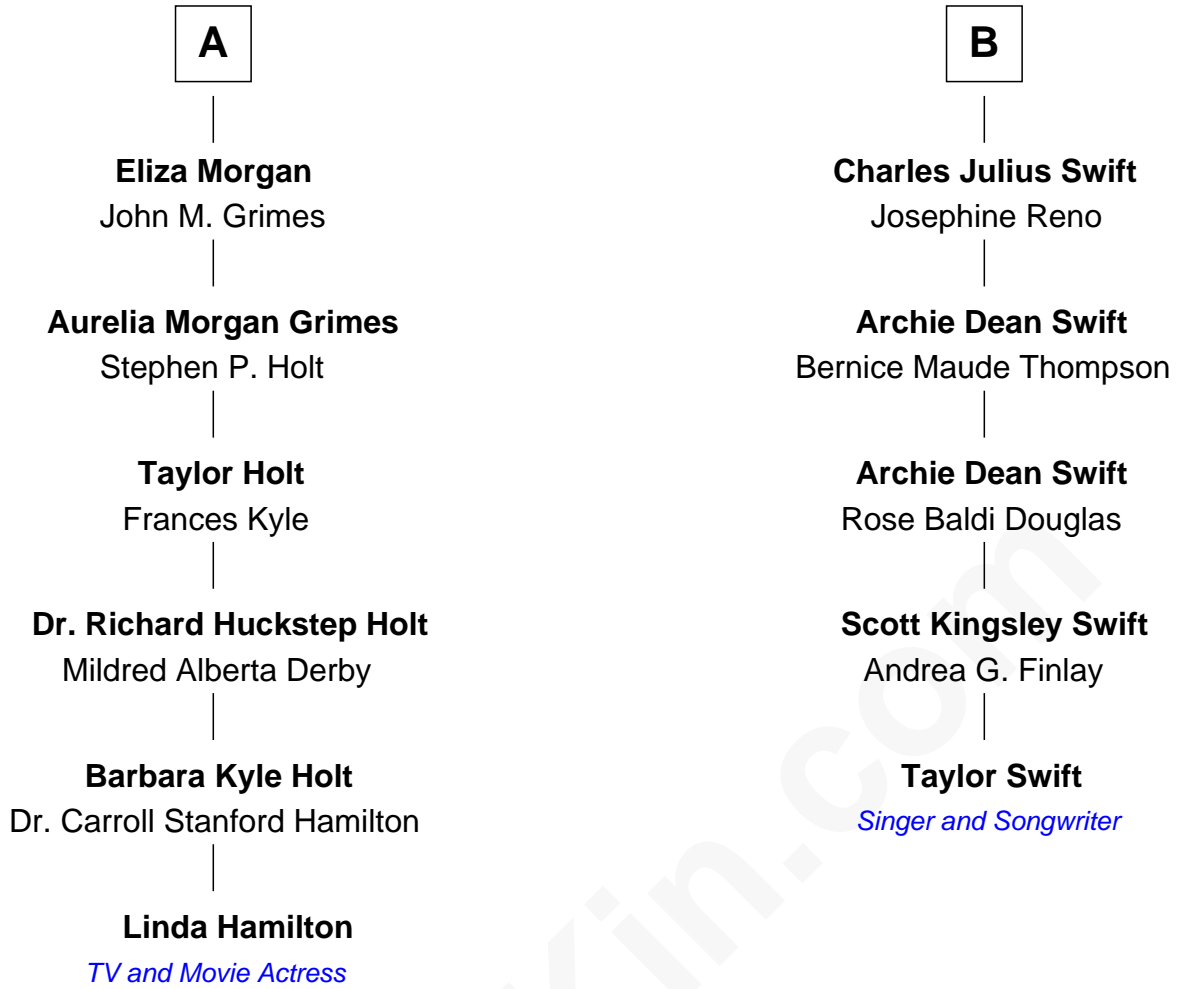 A
Eliza Morgan
John M. Grimes
Aurelia Morgan Grimes
Stephen P. Holt
Taylor Holt
Frances Kyle
Dr. Richard Huckstep Holt
Mildred Alberta Derby
Barbara Kyle Holt
Dr. Carroll Stanford Hamilton
Linda Hamilton
TV and Movie Actress
B
Charles Julius Swift
Josephine Reno
Archie Dean Swift
Bernice Maude Thompson
Archie Dean Swift
Rose Baldi Douglas
Scott Kingsley Swift
Andrea G. Finlay
Taylor Swift
Singer and Songwriter
Kin.com